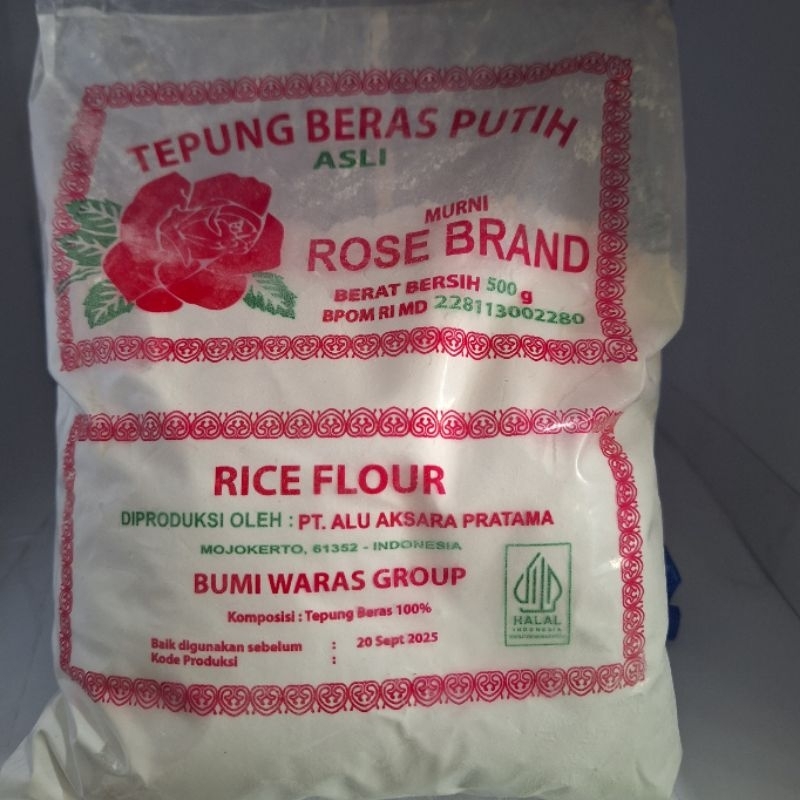 TEPUNG BERAS PUTIH
ASLI
MURNI
ROSE BRAND
BERAT BERSIH 500 g
BPOM RI MD 228113002280
RICE FLOUR
DIPRODUKSI OLEH : PT. ALU AKSARA PRATAMA
MOJOKERTO, 61352 - INDONESIA
BUMI WARAS GROUP
Komposisi : Tepung Beras 100%
HALAL
INDONESIA
Baik digunakan sebelum : 20 Sept 2025
Kode Produksi :